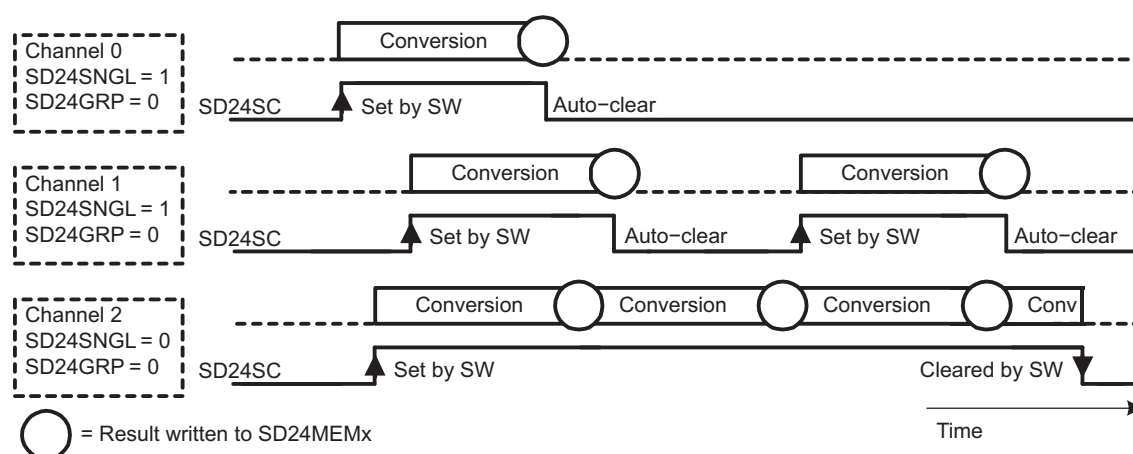 Channel 0
SD24SNGL = 1
SD24GRP = 0
Conversion
SD24SC
Set by SW
Auto−clear
Channel 1
SD24SNGL = 1
SD24GRP = 0
Conversion
Conversion
SD24SC
Set by SW
Auto−clear
Set by SW
Auto−clear
Channel 2
SD24SNGL = 0
SD24GRP = 0
Conversion
Conversion
Conversion
Conv
SD24SC
Set by SW
Cleared by SW
= Result written to SD24MEMx
Time